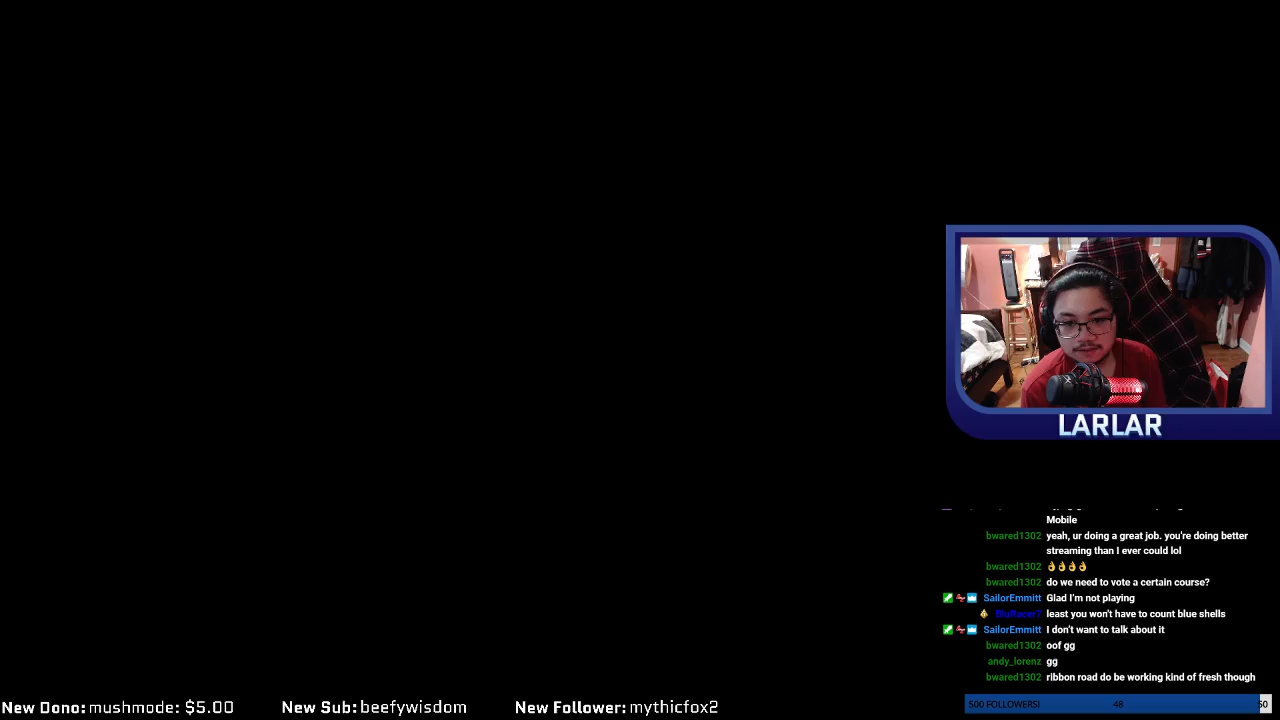 LARLAR
Mobile
bwared1302 yeah, ur doing a great job. you're doing better
streaming than I ever could lol
bwared1302 👌👌👌👌
bwared1302 do we need to vote a certain course?
SailorEmmitt Glad I'm not playing
BluRacer7 least you won't have to count blue shells
SailorEmmitt I don't want to talk about it
bwared1302 oof gg
andy_lorenz gg
bwared1302 ribbon road do be working kind of fresh though
500 FOLLOWERS! 48 50
New Dono: mushmode: $5.00 New Sub: beefywisdom New Follower: mythicfox2